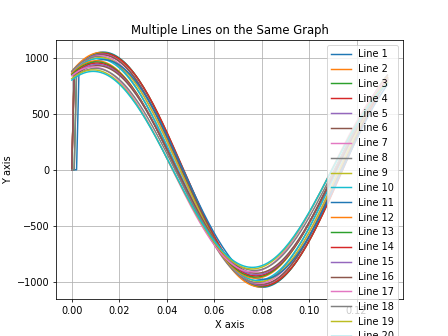 Multiple Lines on the Same Graph
Y axis
1000
500
0
−500
−1000
0.00
0.02
0.04
0.06
0.08
0.10
X axis
Line 1
Line 2
Line 3
Line 4
Line 5
Line 6
Line 7
Line 8
Line 9
Line 10
Line 11
Line 12
Line 13
Line 14
Line 15
Line 16
Line 17
Line 18
Line 19
Line 20